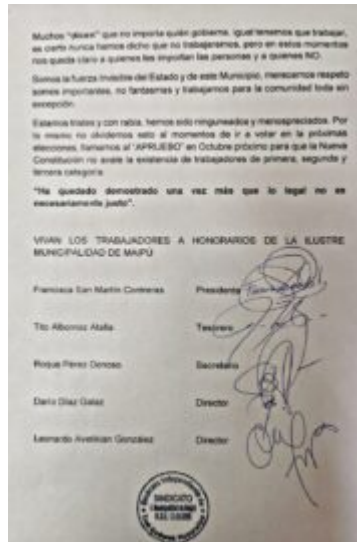 Muchos "dicen" que no importa quién gobierna, igual tenemos que trabajar,
es cierto nunca hemos dicho que no trabajaremos, pero en estos momentos
nos queda claro a quienes les importan las personas y a quienes NO.
Somos la fuerza invisible del Estado y de este Municipio, merecemos respeto
somos importantes, no fantasmas y trabajamos para la comunidad toda sin
excepción.
Estamos tristes y con rabia, hemos sido ninguneados y menospreciados. Por
lo mismo no olvidemos esto al momentos de ir a votar en la próximas
elecciones, llamamos al "APRUEBO" en Octubre próximo para que la Nueva
Constitución no avale la existencia de trabajadores de primera, segunda y
tercera categoría.
"Ha quedado demostrado una vez más que lo legal no es
necesariamente justo".
VIVAN LOS TRABAJADORES A HONORARIOS DE LA ILUSTRE
MUNICIPALIDAD DE MAIPÚ
Francisca San Martín Contreras Presidenta
Tito Albornoz Atalla Tesorero
Roque Pérez Donoso Secretario
Darío Díaz Galaz Director
Leonardo Avetikian González Director
SINDICATO